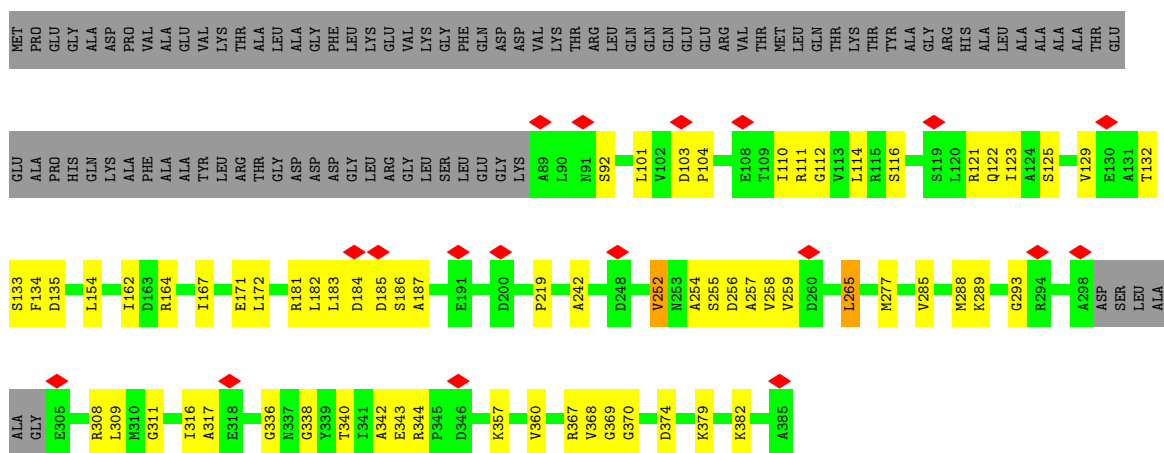 MET PRO GLU GLY ALA ASP PRO VAL ALA GLU VAL LYS THR ALA LEU ALA GLY PHE LEU LYS GLU VAL LYS GLY PHE GLN ASP ASP VAL LYS THR ARG LEU GLN GLN GLN GLU GLU ARG VAL THR MET LEU GLN THR LYS THR TYR ALA GLY ARG HIS ALA LEU ALA ALA ALA ALA THR GLU
GLU ALA PRO HIS GLN LYS ALA PHE ALA ALA TYR LEU ARG THR GLY ASP ASP ASP GLY LEU ARG GLY LEU SER LEU GLU GLY LYS A89 L90 N91 S92 L101 V102 D103 P104 E108 T109 I110 R111 G112 V113 L114 R115 S116 S119 L120 R121 Q122 I123 A124 S125 V129 E130 A131 T132
S133 F134 D135 L154 I162 D163 R164 I167 E171 L172 R181 L182 L183 D184 D185 S186 A187 E191 D200 P219 A242 D248 V252 N253 A254 S255 D256 A257 V258 V259 D260 L265 M277 V285 M288 K289 G293 R294 A298 ASP SER LEU ALA
ALA GLY E305 R308 L309 M310 G311 I316 A317 E318 G336 N337 G338 Y339 T340 I341 A342 E343 R344 P345 D346 K357 V360 R367 V368 G369 G370 D374 K379 K382 A385